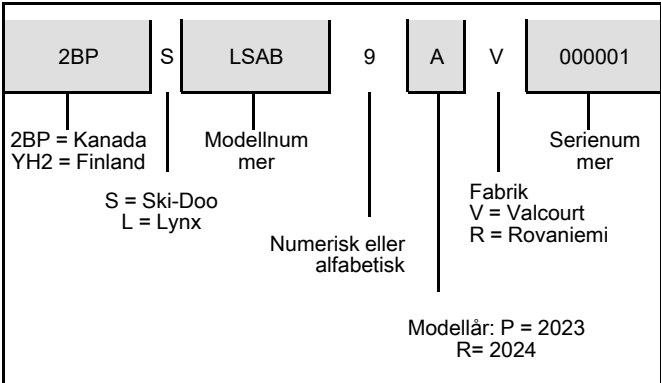 2BP S LSAB 9 A V 000001
2BP = Kanada
YH2 = Finland
Modellnum
mer
Serienum
mer
S = Ski-Doo
L = Lynx
Fabrik
V = Valcourt
R = Rovaniemi
Numerisk eller
alfabetisk
Modellår: P = 2023
R= 2024